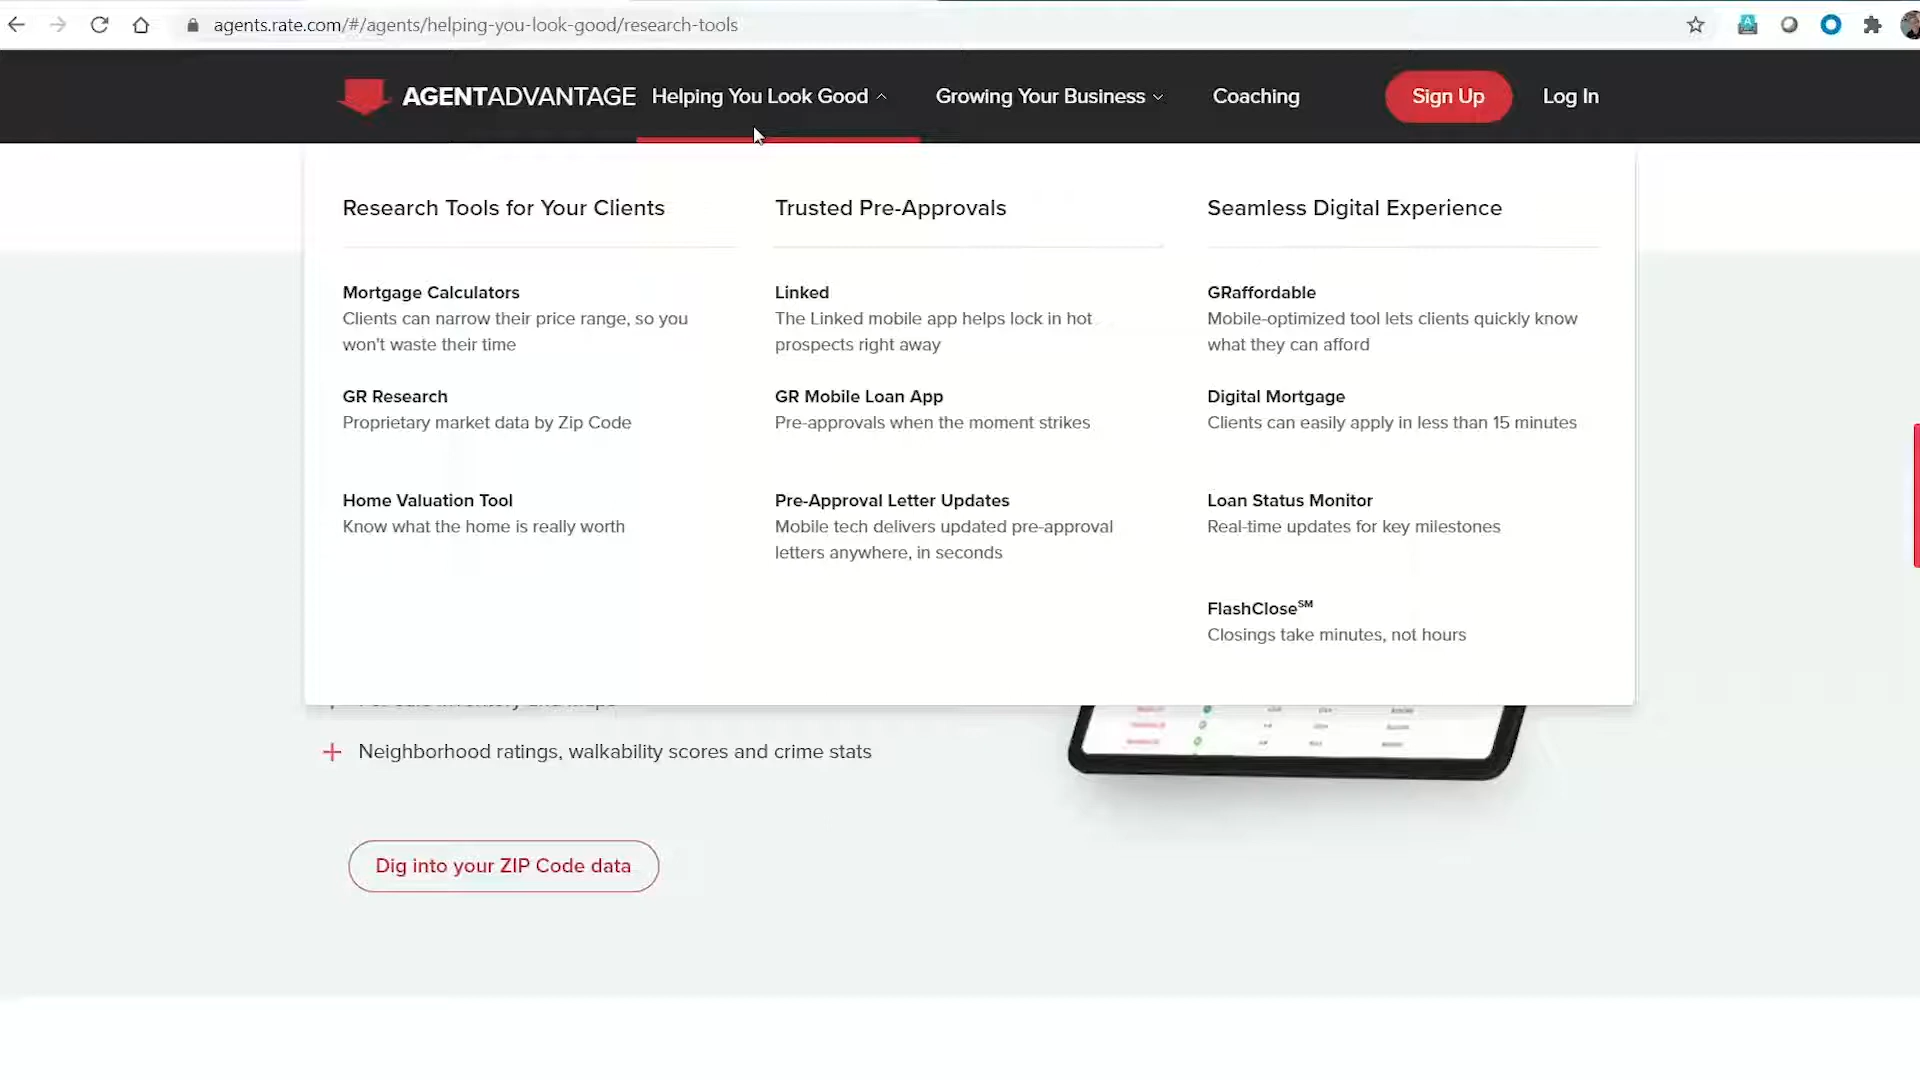 agents.rate.com/#/agents/helping-you-look-good/research-tools
AGENTADVANTAGE
Helping You Look Good
Growing Your Business
Coaching
Sign Up
Log In
Research Tools for Your Clients
Mortgage Calculators
Clients can narrow their price range, so you
won't waste their time
GR Research
Proprietary market data by Zip Code
Home Valuation Tool
Know what the home is really worth
Trusted Pre-Approvals
Linked
The Linked mobile app helps lock in hot
prospects right away
GR Mobile Loan App
Pre-approvals when the moment strikes
Pre-Approval Letter Updates
Mobile tech delivers updated pre-approval
letters anywhere, in seconds
Seamless Digital Experience
GRaffordable
Mobile-optimized tool lets clients quickly know
what they can afford
Digital Mortgage
Clients can easily apply in less than 15 minutes
Loan Status Monitor
Real-time updates for key milestones
FlashClose℠
Closings take minutes, not hours
Neighborhood ratings, walkability scores and crime stats
Dig into your ZIP Code data